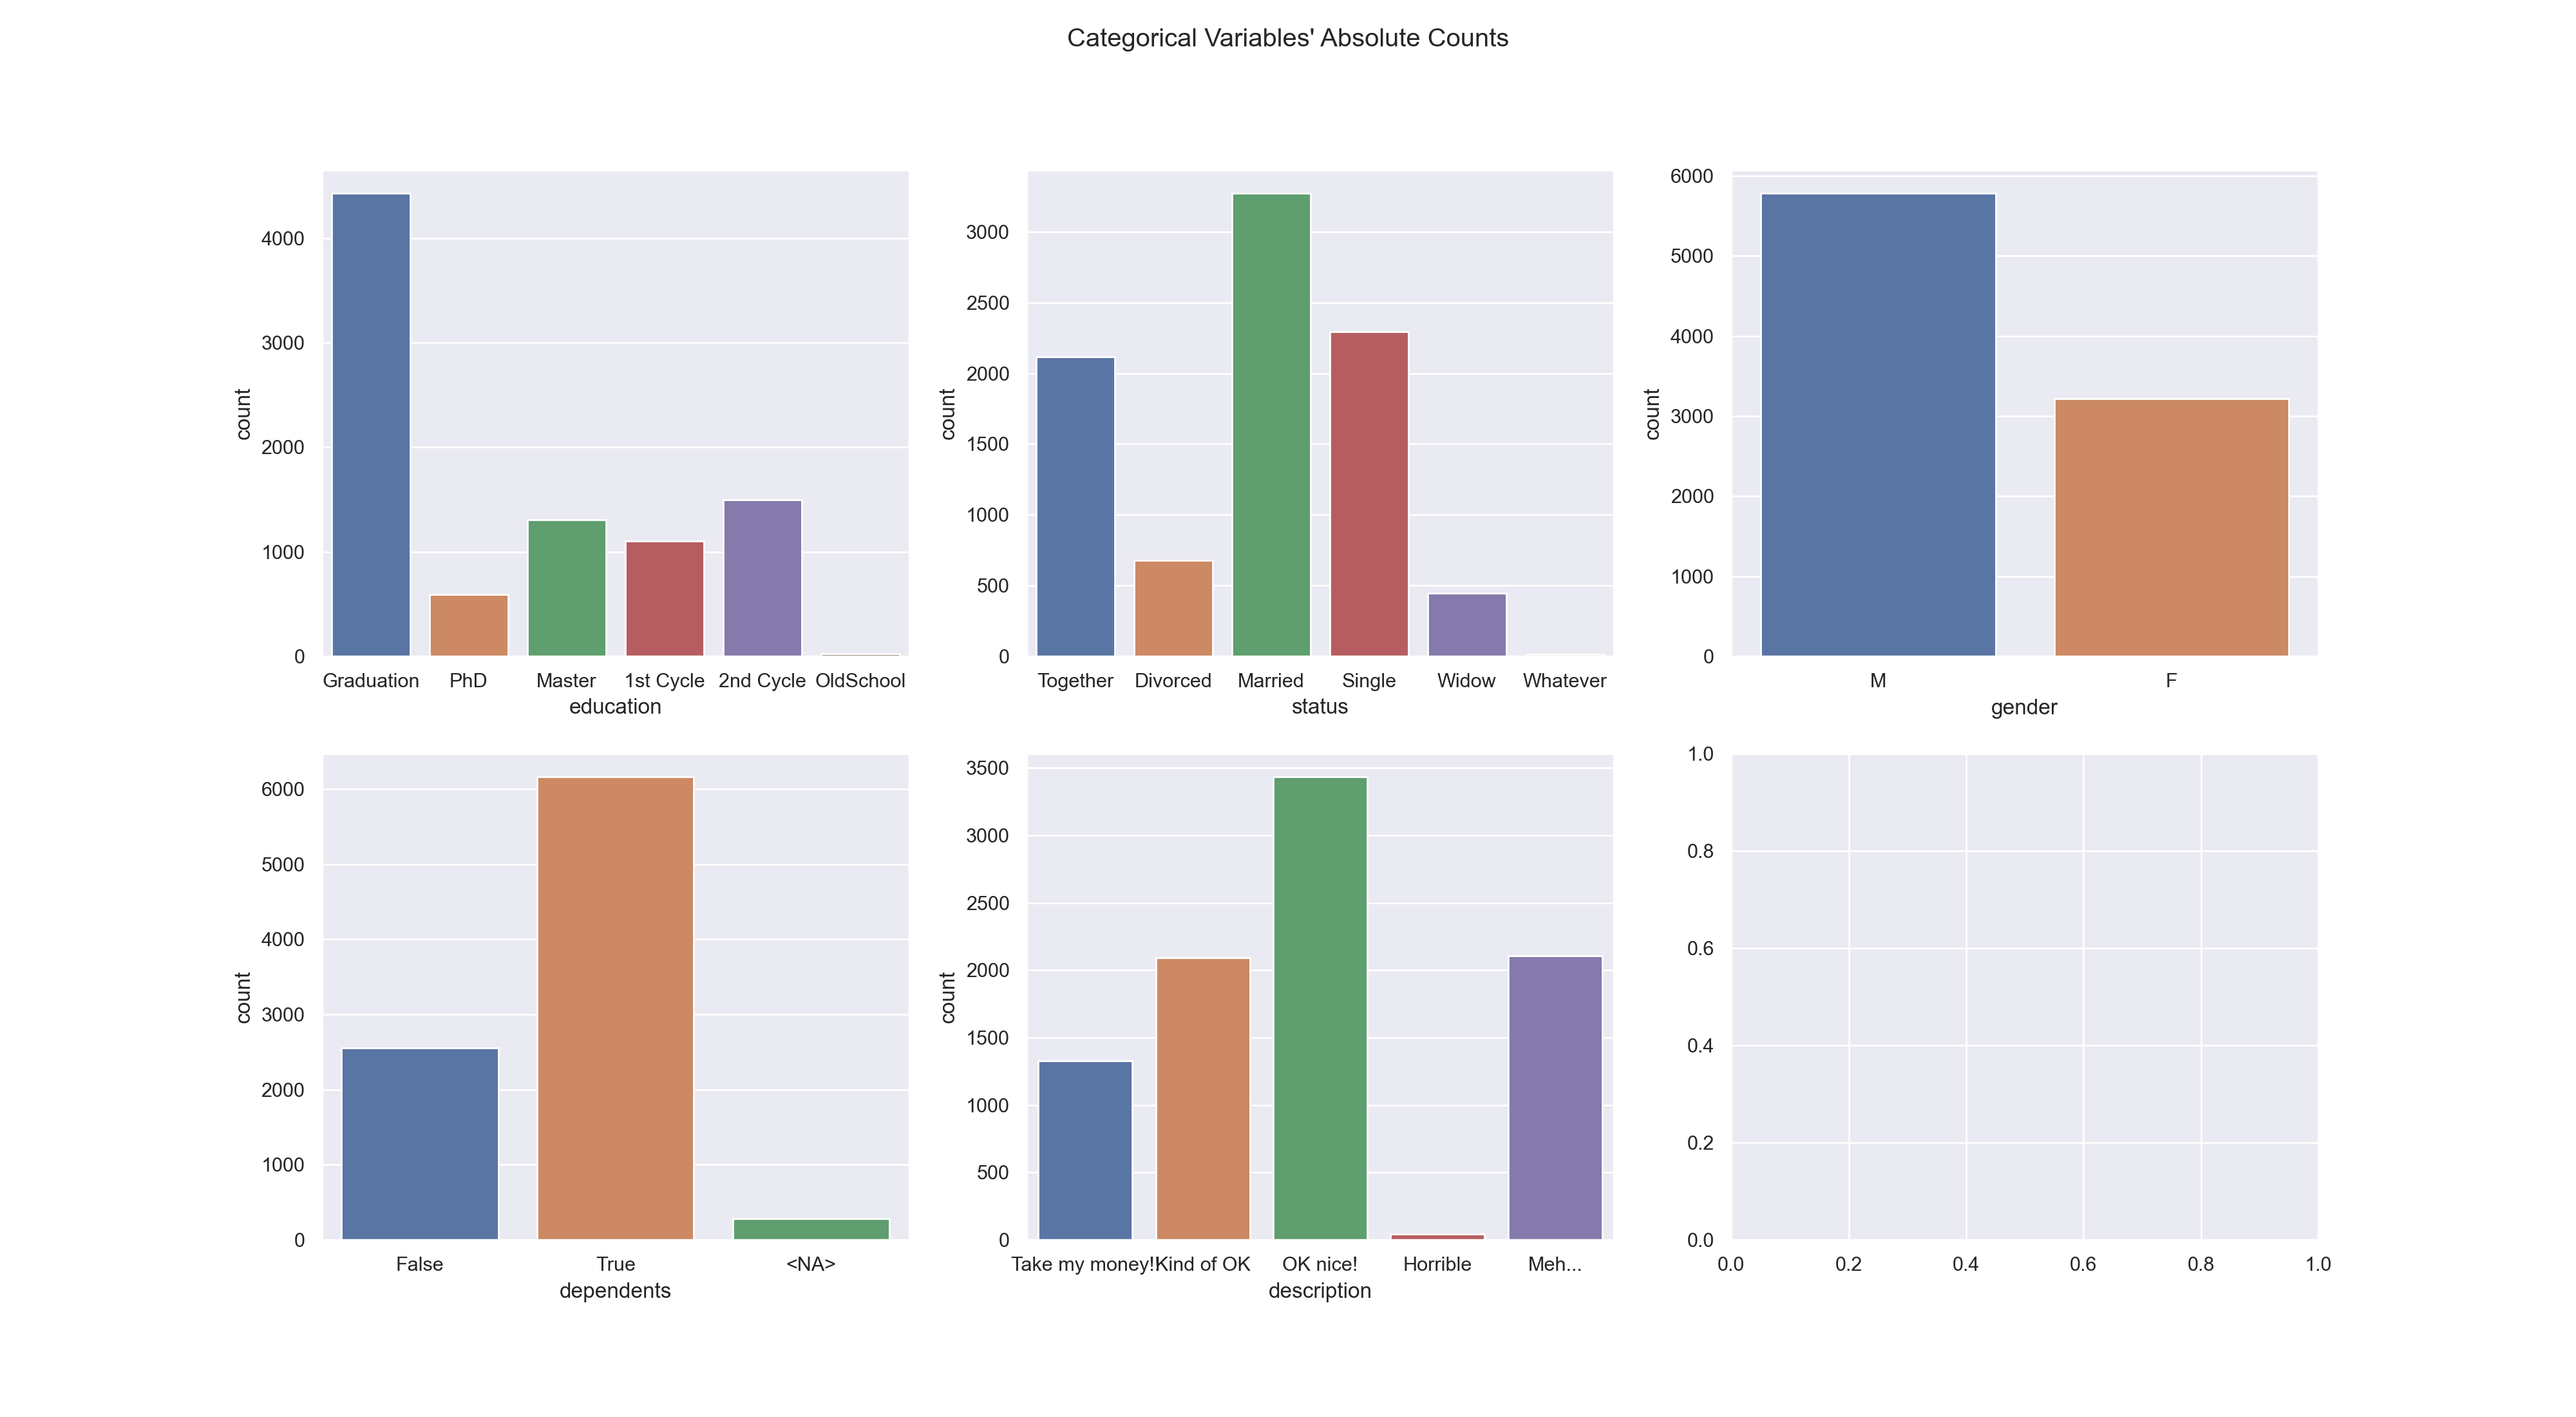 Categorical Variables' Absolute Counts
count
4000
3000
2000
1000
0
Graduation PhD Master 1st Cycle 2nd Cycle OldSchool
education
count
3000
2500
2000
1500
1000
500
0
Together Divorced Married Single Widow Whatever
status
count
6000
5000
4000
3000
2000
1000
0
M F
gender
count
6000
5000
4000
3000
2000
1000
0
False True <NA>
dependents
count
3500
3000
2500
2000
1500
1000
500
0
Take my money!! Kind of OK OK nice! Horrible Meh...
description
1.0
0.8
0.6
0.4
0.2
0.0
0.0 0.2 0.4 0.6 0.8 1.0